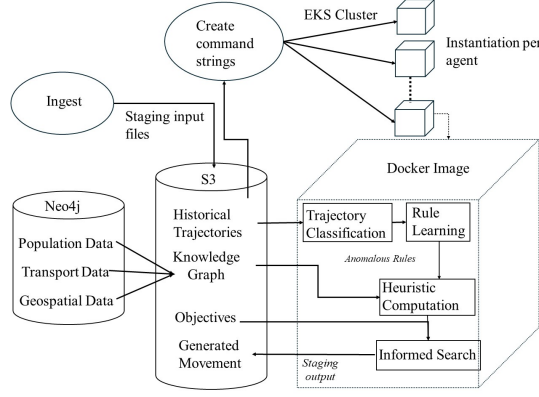 Create
command
strings
EKS Cluster
Instantiation per
agent
Ingest
Staging input
files
Docker Image
S3
Neo4j
Population Data
Transport Data
Geospatial Data
Historical
Trajectories
Knowledge
Graph
Objectives
Generated
Movement
Trajectory
Classification
Rule
Learning
Anomalous Rules
Heuristic
Computation
Informed Search
Staging
output